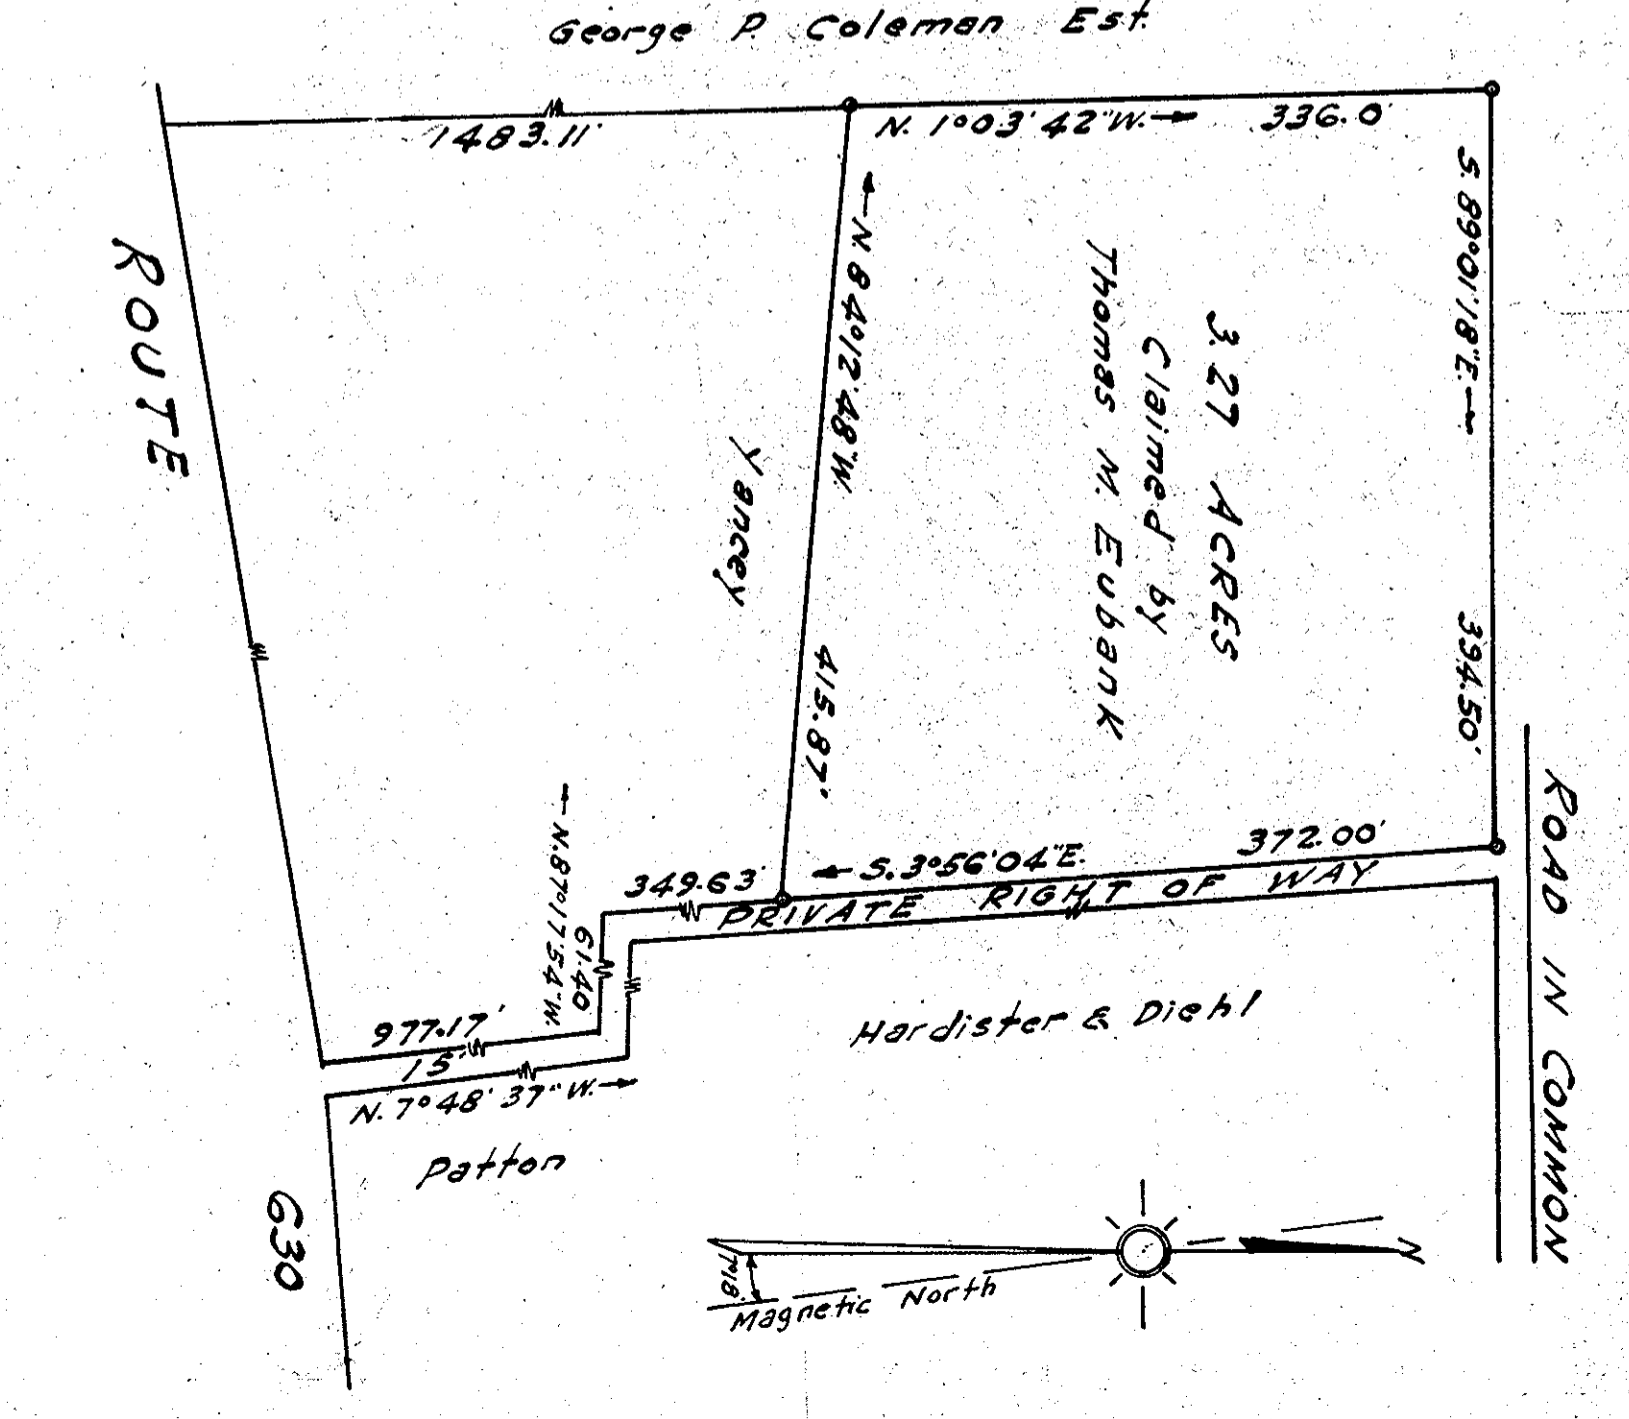 George P. Coleman Est.
1483.11'
N. 1°03'42"W.
336.0'
S. 89°01'18"E.
394.50'
N. 84°12'48"W.
415.87'
3.27 ACRES
Claimed by
Thomas M. Eubank
Yancey
ROUTE
630
349.63'
S. 3°56'04"E.
372.00'
PRIVATE RIGHT OF WAY
N. 87°17'54"W.
61.40
977.17'
15'
N. 7°48'37"W.
Patton
Hardister & Diehl
ROAD IN COMMON
N
7°18'
Magnetic North